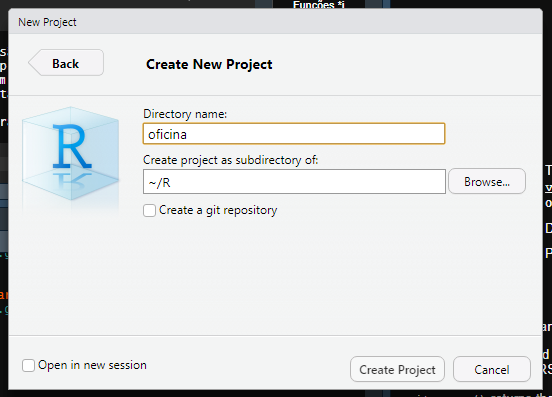 Funções *i
New Project
Back
Create New Project
R
Directory name:
oficina
Create project as subdirectory of:
~/R
Browse...
Create a git repository
Open in new session
Create Project
Cancel